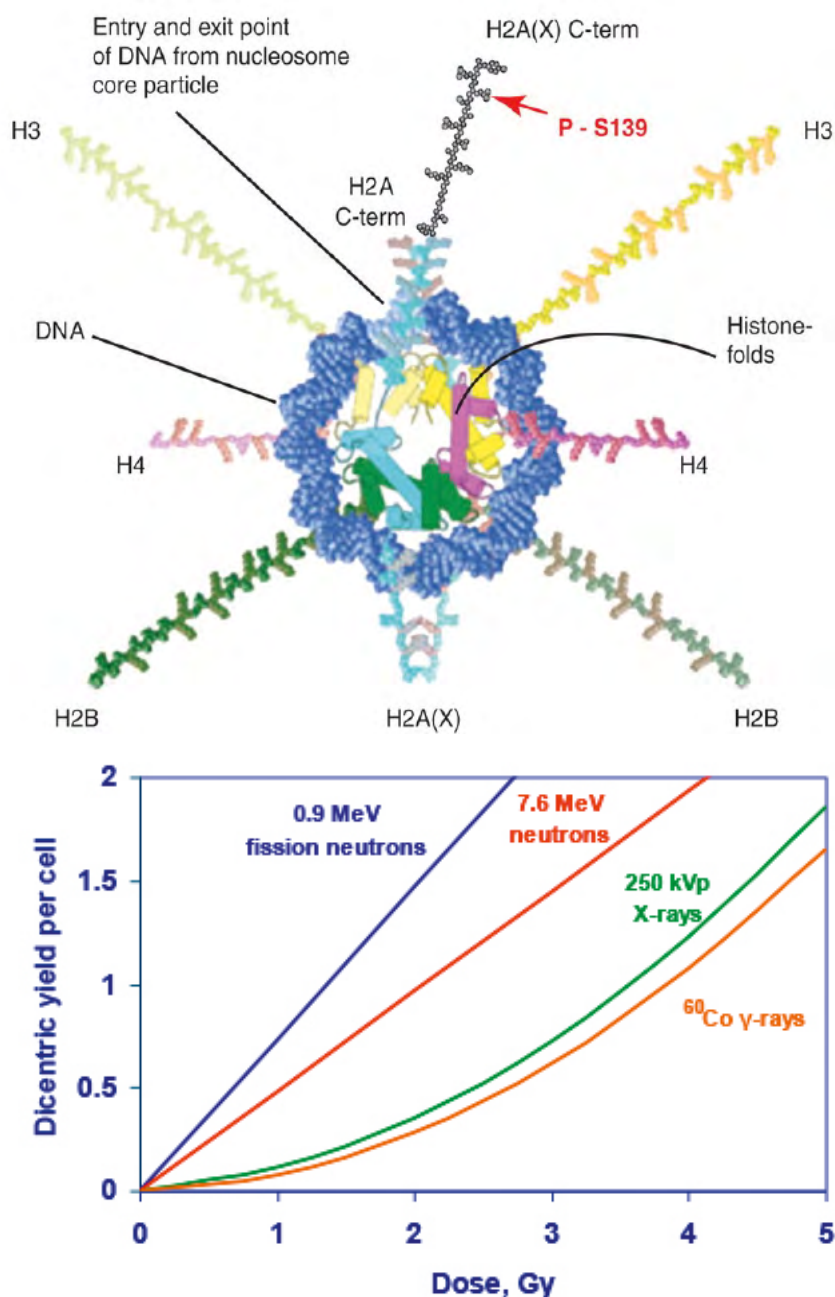 Entry and exit point
of DNA from nucleosome
core particle
H2A(X) C-term
P - S139
H3
H3
H2A
C-term
DNA
Histone-
folds
H4
H4
H2B
H2A(X)
H2B
2
0.9 MeV
fission neutrons
7.6 MeV
neutrons
1.5
250 kVp
X-rays
1
60Co γ-rays
0.5
0
Dicentric yield per cell
0
1
2
3
4
5
Dose, Gy